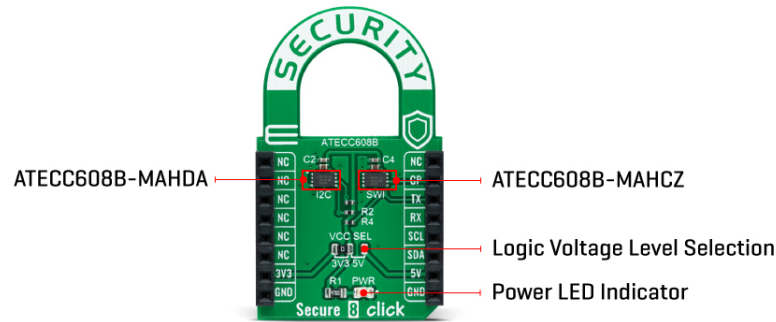 SECURITY
ATECC608B
NC C2 C4 NC
ATECC608B-MAHDA NC CP ATECC608B-MAHCZ
I2C SWI
NC TX
NC R2 RX
R4
NC VCC SEL SCL
NC SDA Logic Voltage Level Selection
3V3 5V
3V3 5V
GND R1 PWR GND Power LED Indicator
Secure 8 click